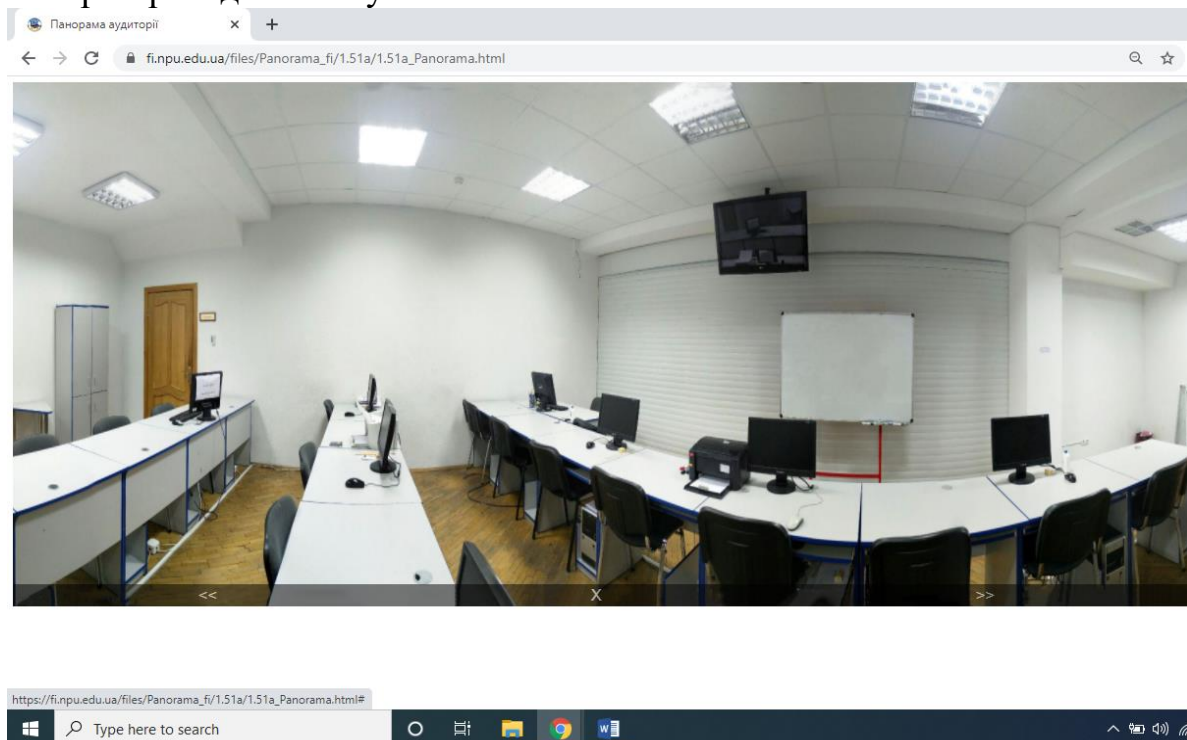 Панорама аудиторії
fi.npu.edu.ua/files/Panorama_fi/1.51a/1.51a_Panorama.html
<< X >>
https://fi.npu.edu.ua/files/Panorama_fi/1.51a/1.51a_Panorama.html#
Type here to search